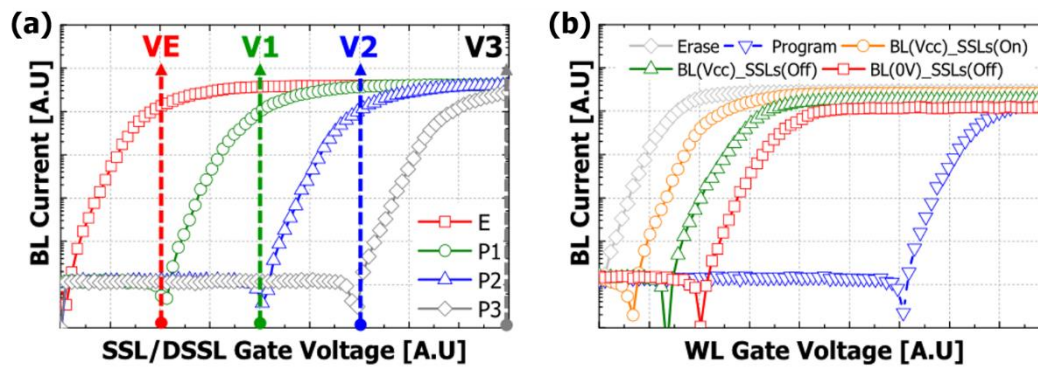 (a)
VE V1 V2 V3
BL Current [A.U]
E
P1
P2
P3
SSL/DSSL Gate Voltage [A.U]
(b)
Erase Program BL(Vcc)_SSLs(On)
BL(Vcc)_SSLs(Off) BL(0V)_SSLs(Off)
BL Current [A.U]
WL Gate Voltage [A.U]